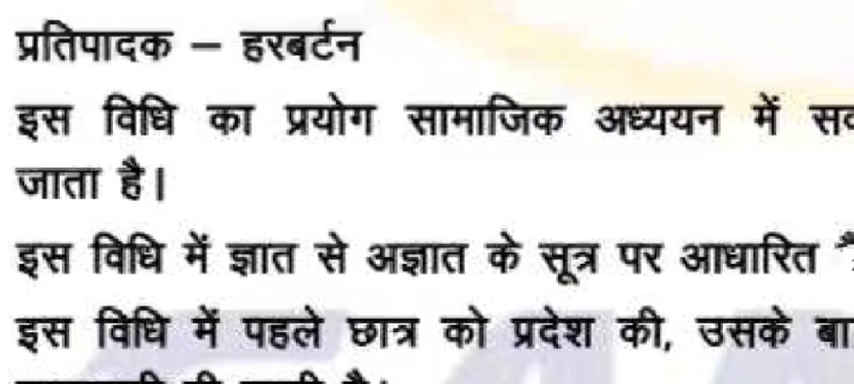 प्रतिपादक – हरबर्टन
इस विधि का प्रयोग सामाजिक अध्ययन में
जाता है।
इस विधि में ज्ञात से अज्ञात के सूत्र पर आधारित
इस विधि में पहले छात्र को प्रदेश की, उसके